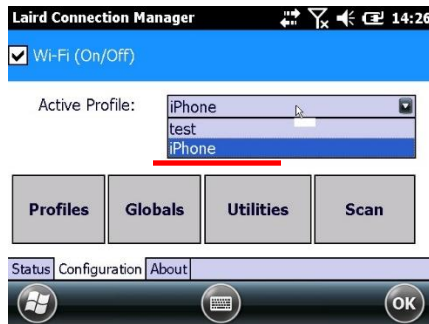 Laird Connection Manager 14:26
Wi-Fi (On/Off)
Active Profile: iPhone
test
iPhone
Profiles Globals Utilities Scan
Status Configuration About
OK